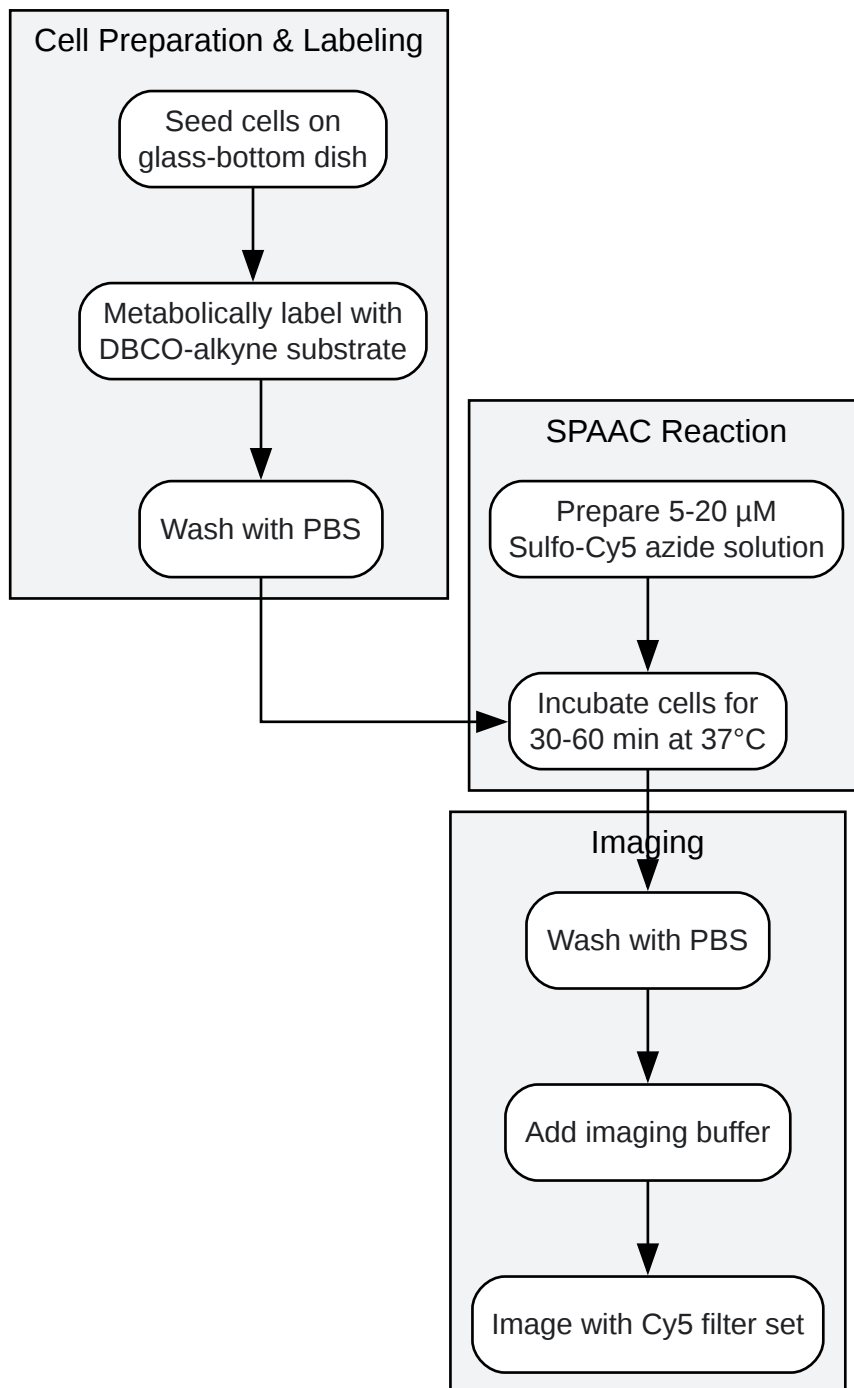 Cell Preparation & Labeling
Seed cells on
glass-bottom dish
Metabolically label with
DBCO-alkyne substrate
Wash with PBS
SPAAC Reaction
Prepare 5-20 µM
Sulfo-Cy5 azide solution
Incubate cells for
30-60 min at 37°C
Imaging
Wash with PBS
Add imaging buffer
Image with Cy5 filter set